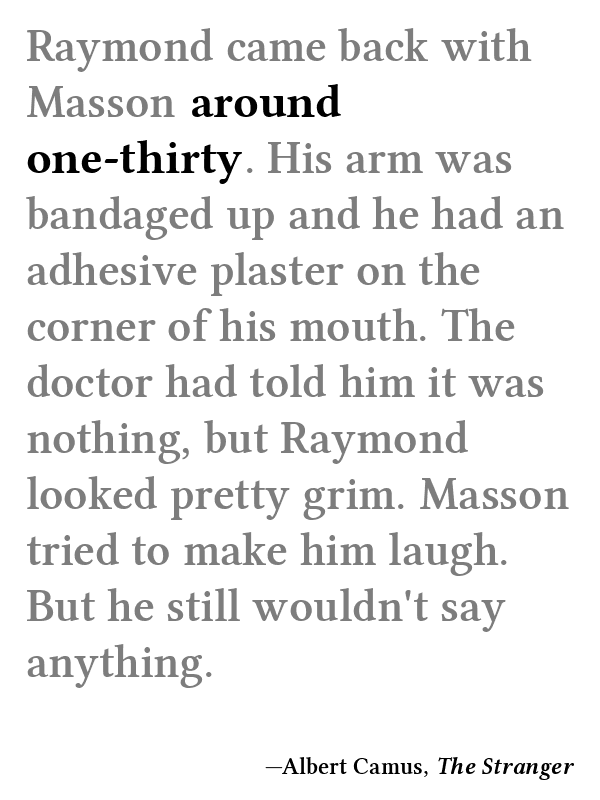 Raymond came back with
Masson around
one-thirty. His arm was
bandaged up and he had an
adhesive plaster on the
corner of his mouth. The
doctor had told him it was
nothing, but Raymond
looked pretty grim. Masson
tried to make him laugh.
But he still wouldn't say
anything.
—Albert Camus, The Stranger